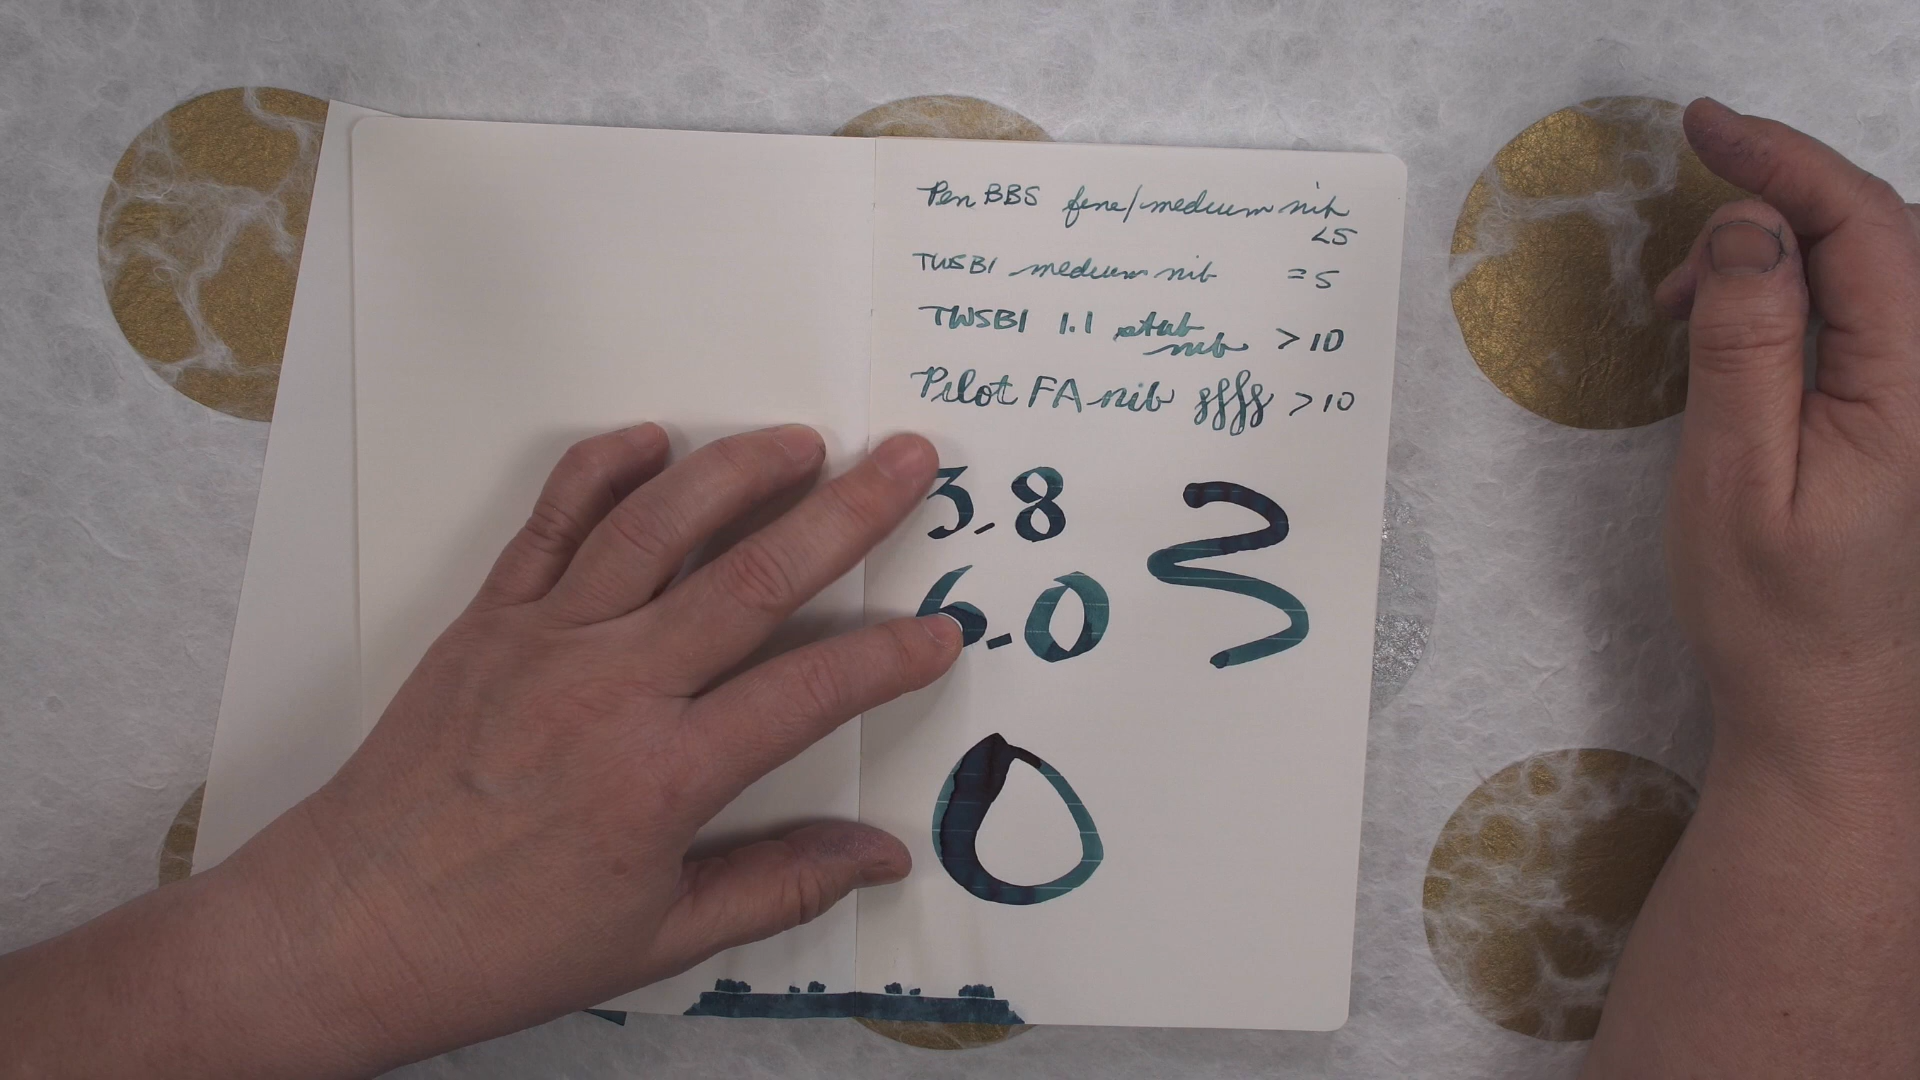 Pen BBS fine/medium nib
<5
TWSBI medium nib = 5
TWSBI 1.1 stub
nib > 10
Pilot FA nib ffff > 10
3.8
6.0